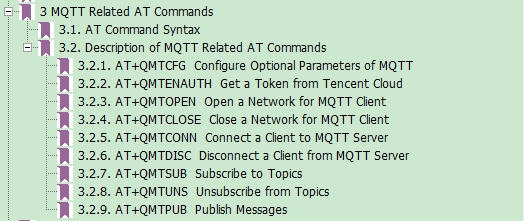 3 MQTT Related AT Commands
3.1. AT Command Syntax
3.2. Description of MQTT Related AT Commands
3.2.1. AT+QMTCFG Configure Optional Parameters of MQTT
3.2.2. AT+QMTENAUTH Get a Token from Tencent Cloud
3.2.3. AT+QMTOPEN Open a Network for MQTT Client
3.2.4. AT+QMTCLOSE Close a Network for MQTT Client
3.2.5. AT+QMTCONN Connect a Client to MQTT Server
3.2.6. AT+QMTDISC Disconnect a Client from MQTT Server
3.2.7. AT+QMTSUB Subscribe to Topics
3.2.8. AT+QMTUNS Unsubscribe from Topics
3.2.9. AT+QMTPUB Publish Messages